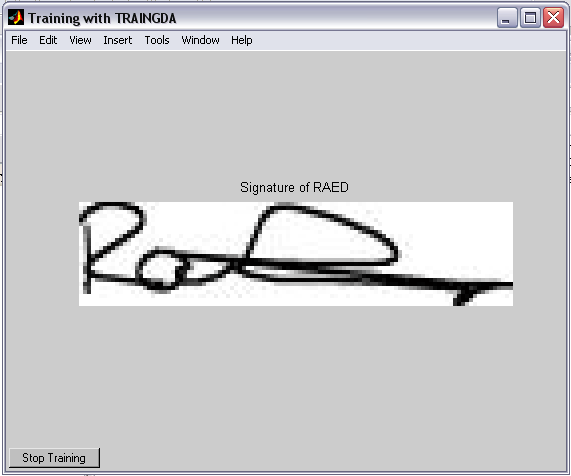 Training with TRAINGDA
File Edit View Insert Tools Window Help
Signature of RAED
Stop Training